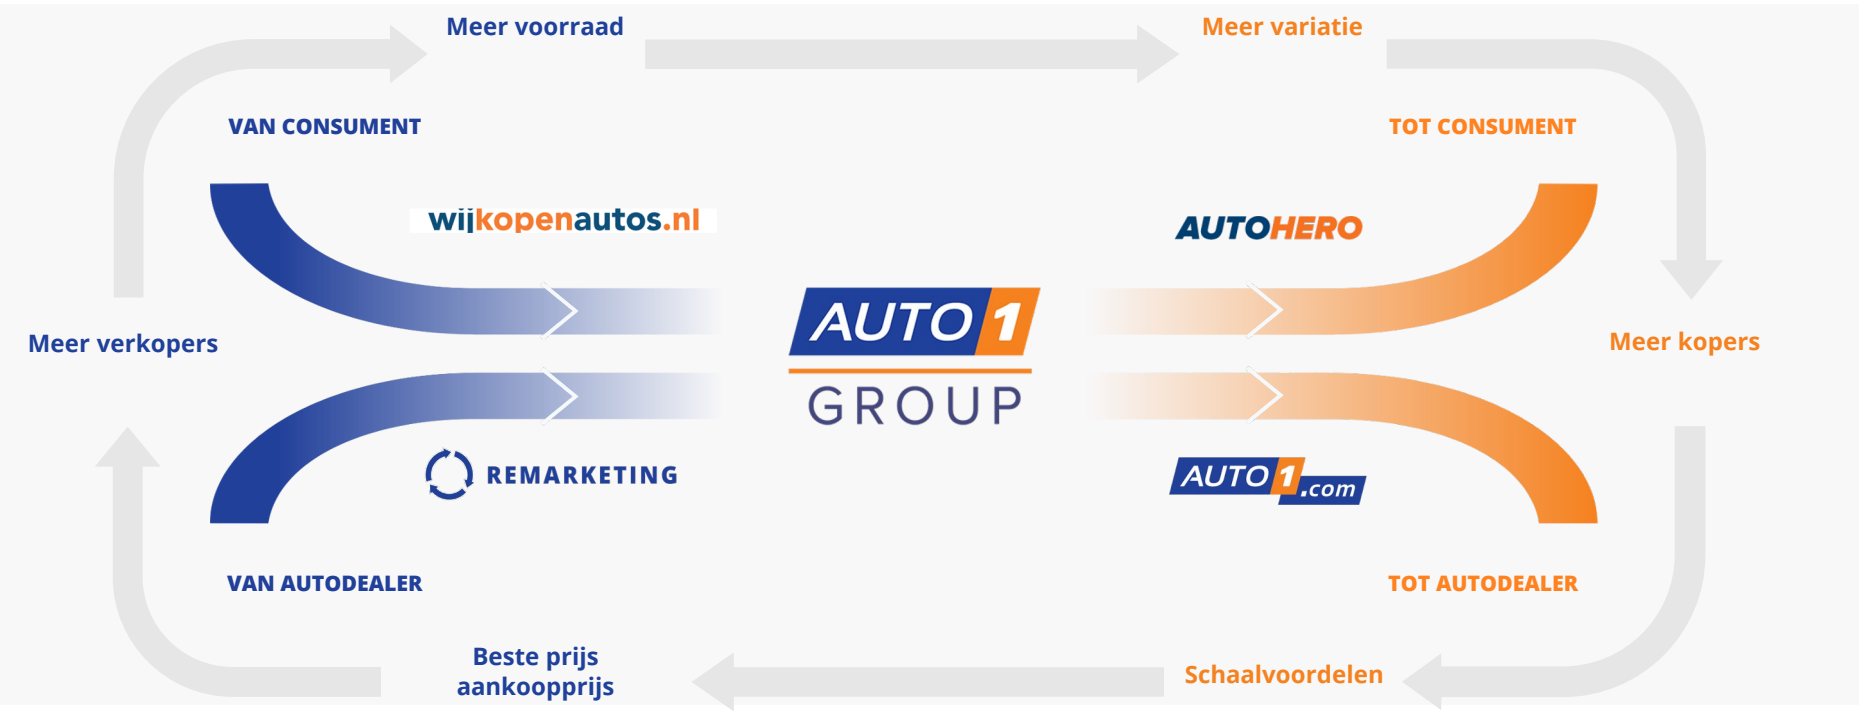 Meer voorraad
Meer variatie
VAN CONSUMENT
TOT CONSUMENT
wijkopenautos.nl
AUTOHERO
AUTO1
GROUP
Meer verkopers
Meer kopers
REMARKETING
AUTO1.com
VAN AUTODEALER
TOT AUTODEALER
Beste prijs
aankoopprijs
Schaalvoordelen